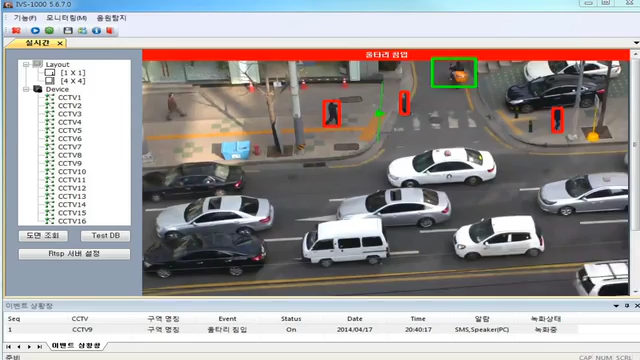 IVS-1000 5.6.7.0
기능(F) 모니터링(M) 음원탐지
실시간
울타리 침입
Layout
[1 X 1]
[4 X 4]
Device
CCTV1
CCTV2
CCTV3
CCTV4
CCTV5
CCTV6
CCTV7
CCTV8
CCTV9
CCTV10
CCTV11
CCTV12
CCTV13
CCTV14
CCTV15
CCTV16
도면 조회 Test DB
Rtsp 서버 설정
이벤트 상황창
Seq CCTV 구역 명칭 Event Status Date Time 알람 녹화상태
1 CCTV9 구역 명칭 울타리 침입 On 2014/04/17 20:40:17 SMS,Speaker(PC) 녹화중
이벤트 상황창
준비 CAP NUM SCRL